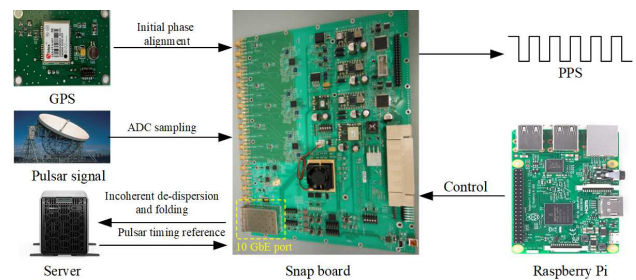 Initial phase
alignment
GPS
PPS
ADC sampling
Pulsar signal
Control
Incoherent de-dispersion
and folding
Pulsar timing reference
10 GbE port
Server
Snap board
Raspberry Pi